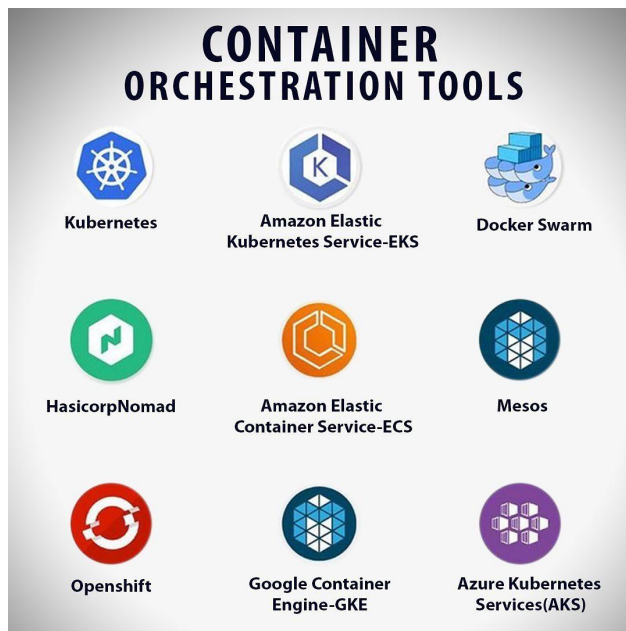 CONTAINER
ORCHESTRATION TOOLS
K
Kubernetes
Amazon Elastic
Kubernetes Service-EKS
Docker Swarm
HasicorpNomad
Amazon Elastic
Container Service-ECS
Mesos
Openshift
Google Container
Engine-GKE
Azure Kubernetes
Services(AKS)